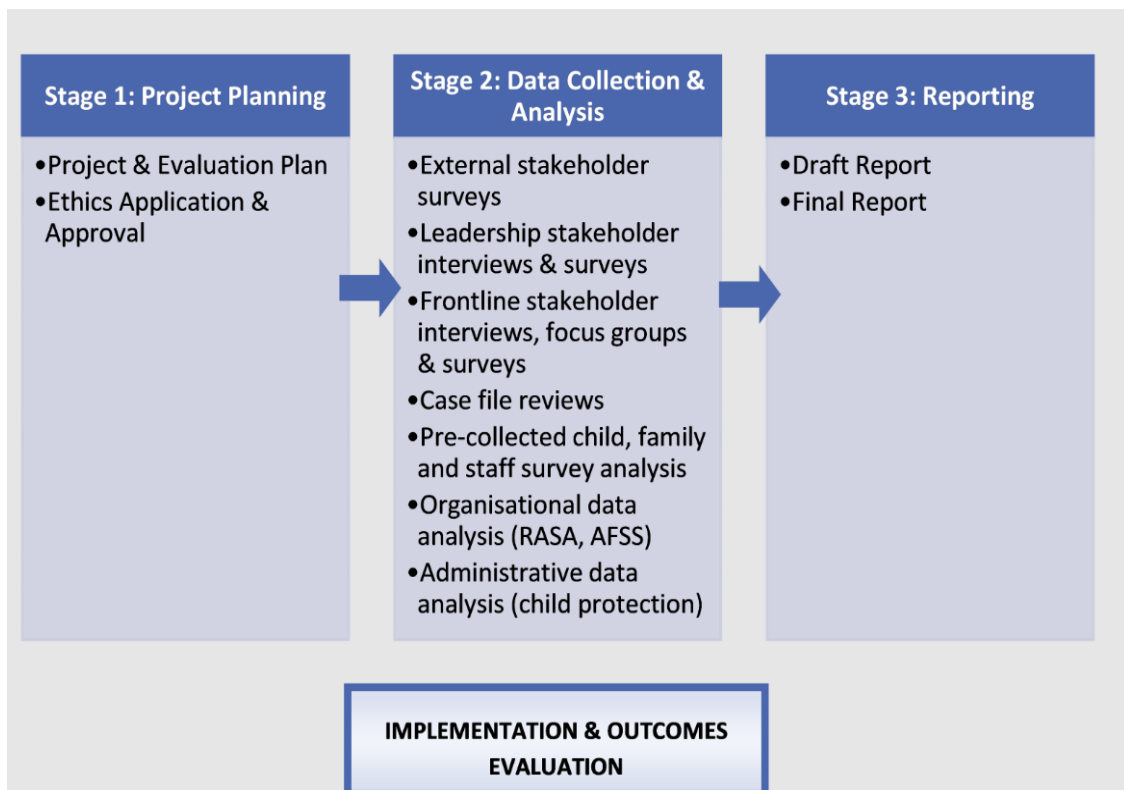 Stage 1: Project Planning
•Project & Evaluation Plan
•Ethics Application &
Approval
Stage 2: Data Collection &
Analysis
•External stakeholder
surveys
•Leadership stakeholder
interviews & surveys
•Frontline stakeholder
interviews, focus groups
& surveys
•Case file reviews
•Pre-collected child, family
and staff survey analysis
•Organisational data
analysis (RASA, AFSS)
•Administrative data
analysis (child protection)
Stage 3: Reporting
•Draft Report
•Final Report
IMPLEMENTATION & OUTCOMES
EVALUATION